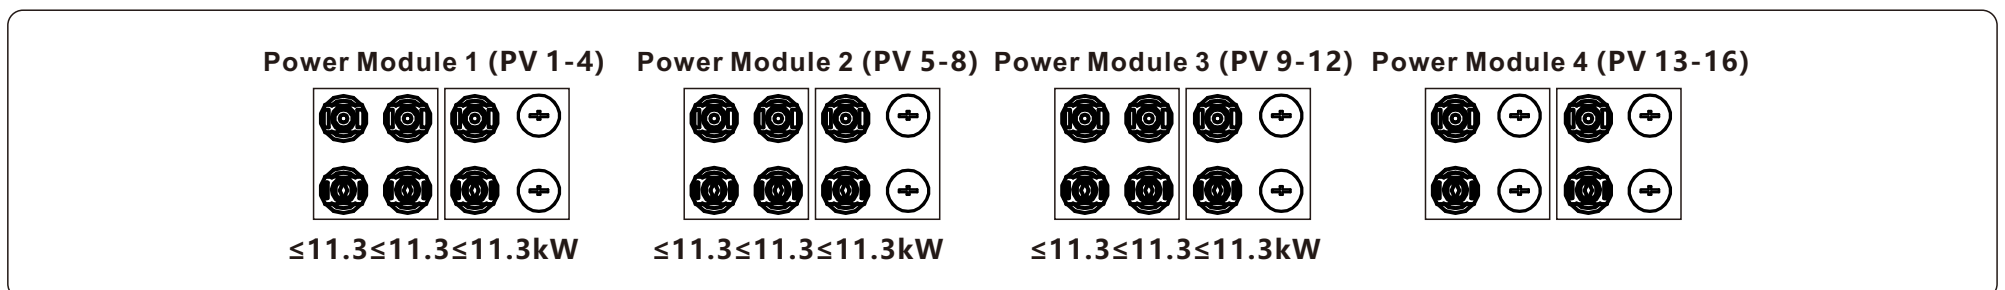 Power Module 1 (PV 1-4) Power Module 2 (PV 5-8) Power Module 3 (PV 9-12) Power Module 4 (PV 13-16)
≤11.3≤11.3≤11.3kW ≤11.3≤11.3≤11.3kW ≤11.3≤11.3≤11.3kW